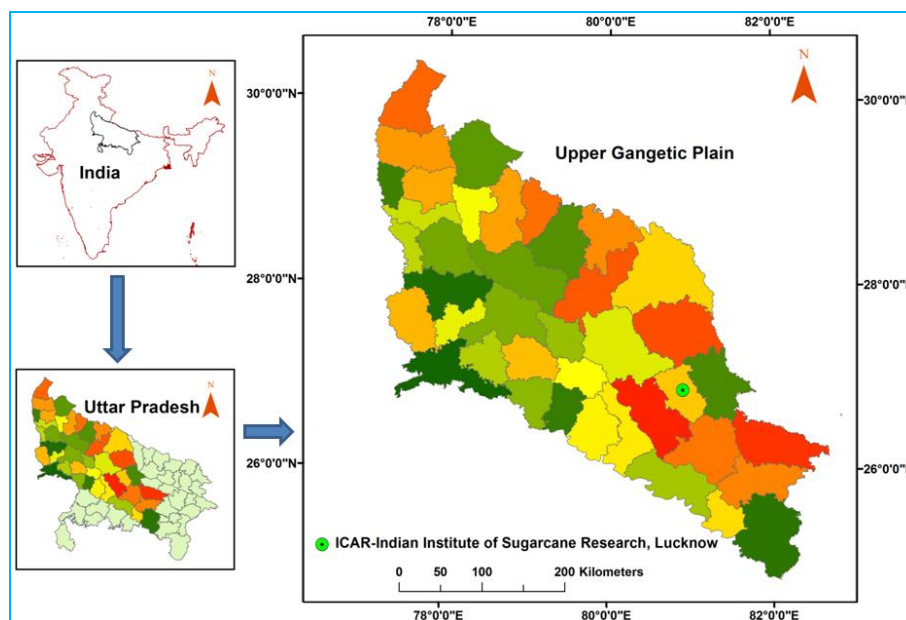 N
India
N
Uttar Pradesh
78°0'0"E
80°0'0"E
82°0'0"E
30°0'0"N
30°0'0"N
N
Upper Gangetic Plain
28°0'0"N
28°0'0"N
26°0'0"N
26°0'0"N
ICAR-Indian Institute of Sugarcane Research, Lucknow
0 50 100 200 Kilometers
78°0'0"E
80°0'0"E
82°0'0"E